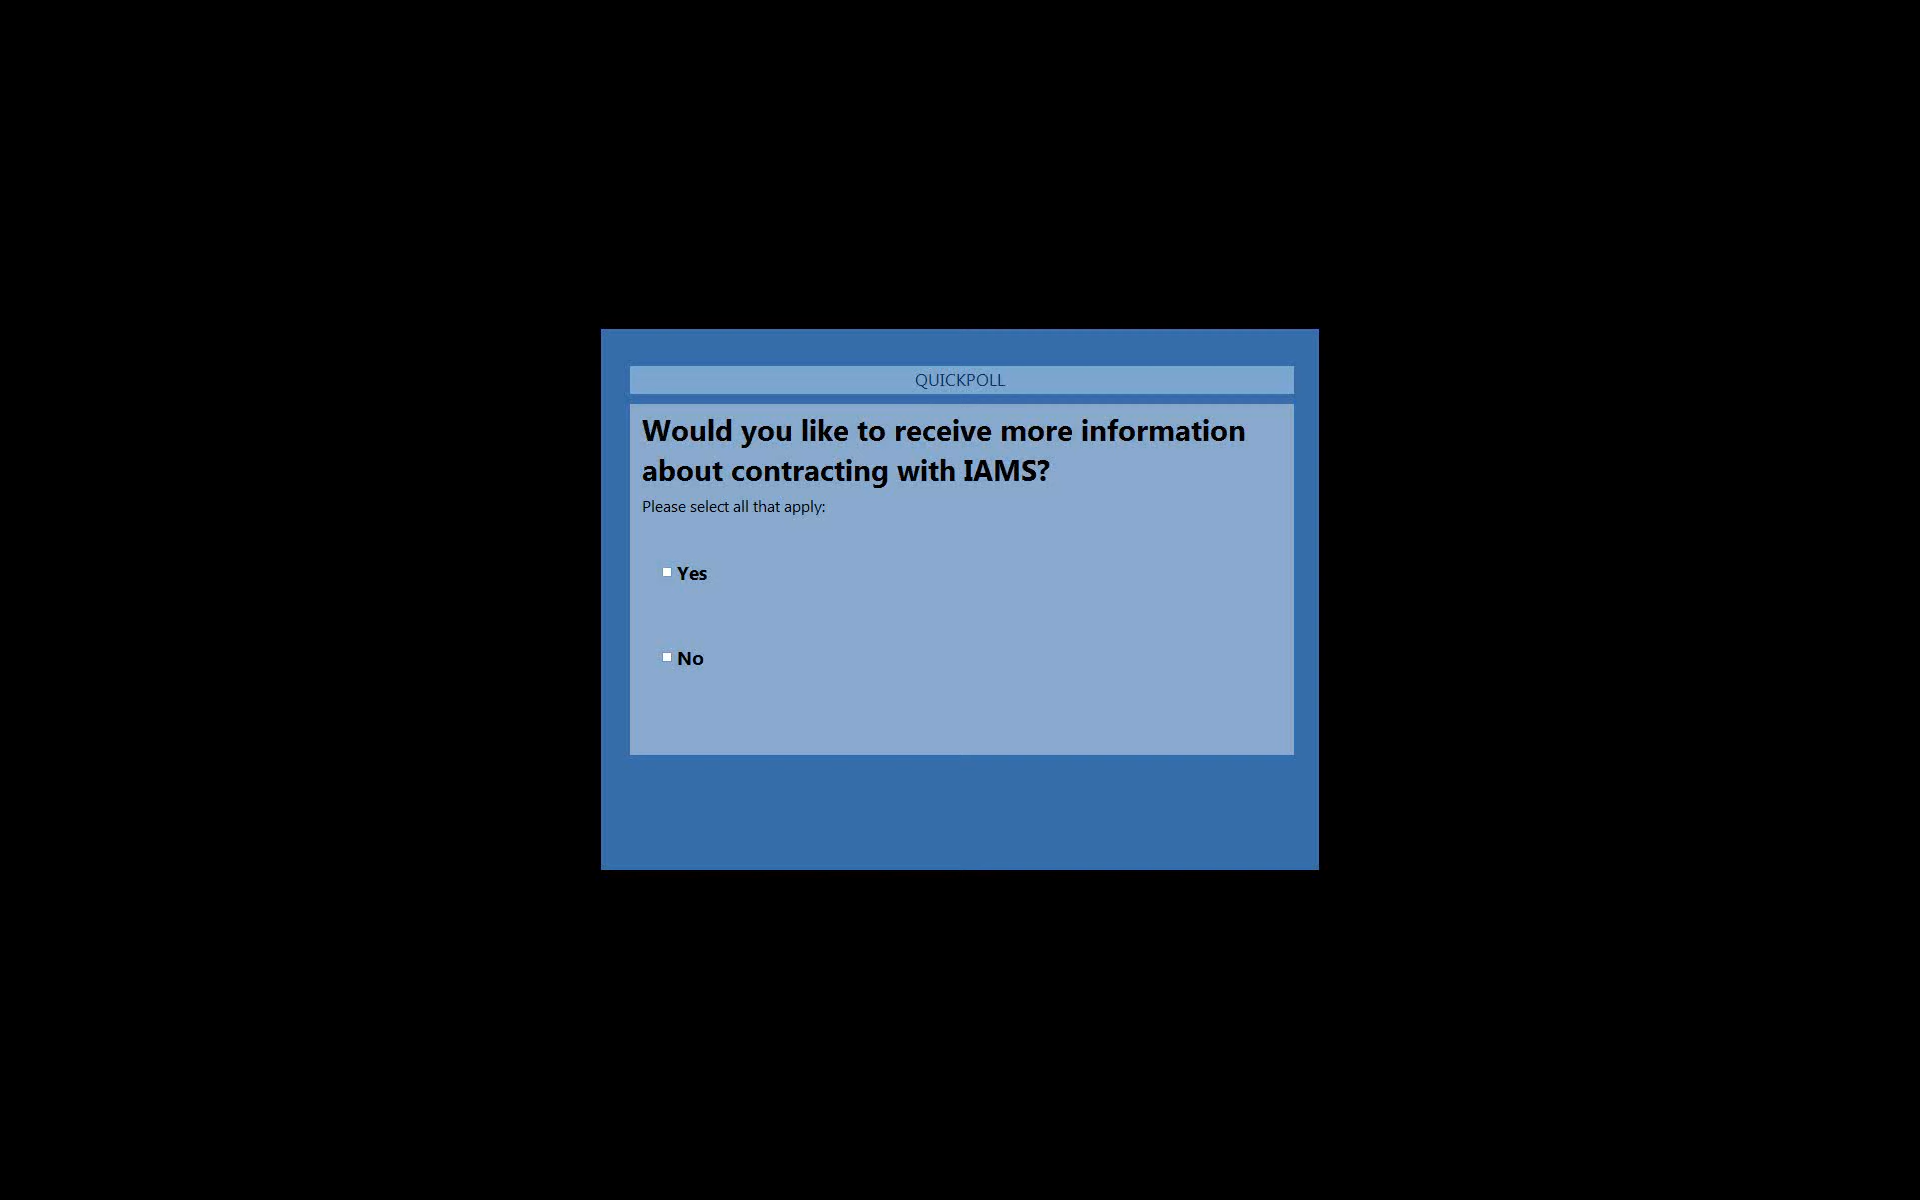 QUICKPOLL
Would you like to receive more information
about contracting with IAMS?
Please select all that apply:
Yes
No